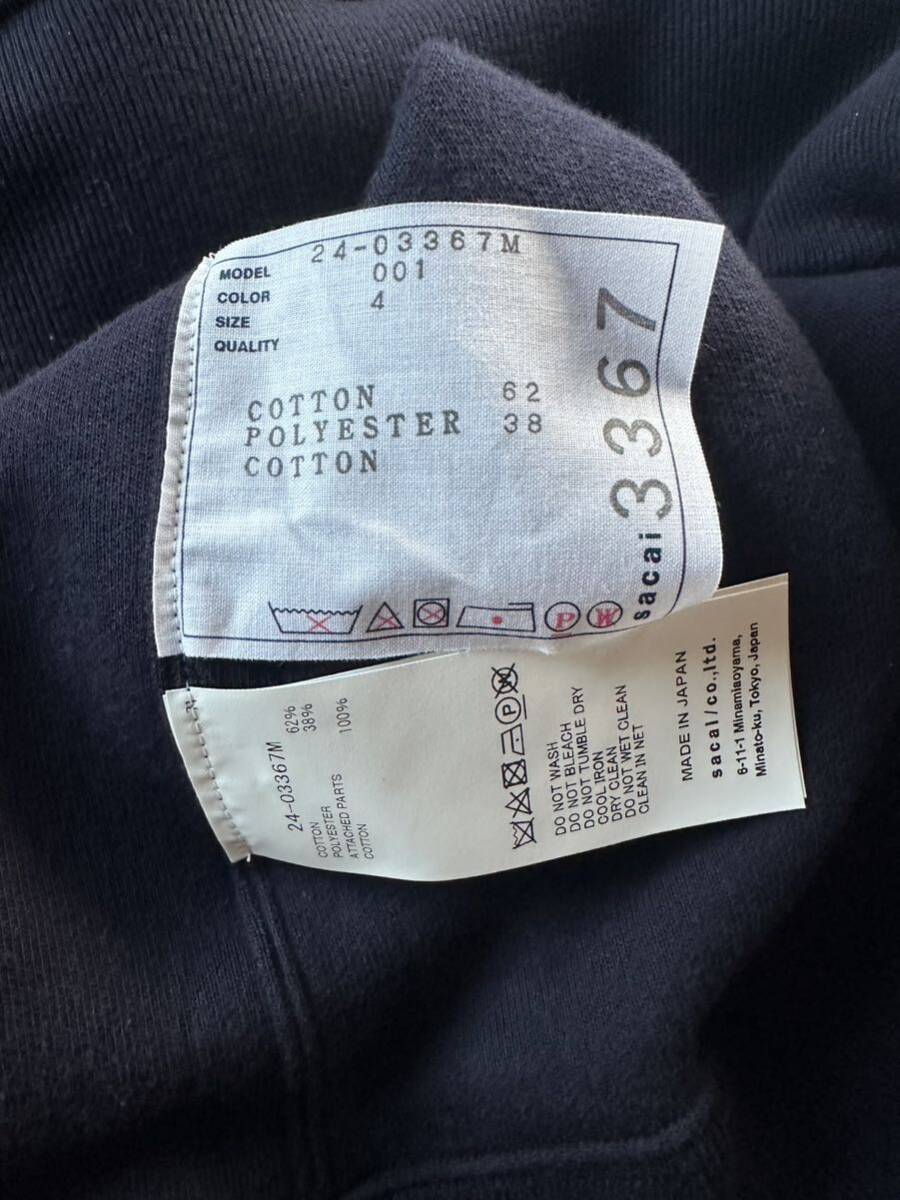 MODEL 24-03367M
COLOR 001
SIZE 4
QUALITY
COTTON 62
POLYESTER 38
COTTON
P W
sacai 3367
24-03367M
COTTON 62%
POLYESTER 38%
ATTACHED PARTS
COTTON 100%
P W
DO NOT WASH
DO NOT BLEACH
DO NOT TUMBLE DRY
COOL IRON
DRY CLEAN
DO NOT WET CLEAN
CLEAN IN NET
MADE IN JAPAN
sacai/co.,ltd.
6-11-1 Minamiaoyama,
Minato-ku, Tokyo, Japan